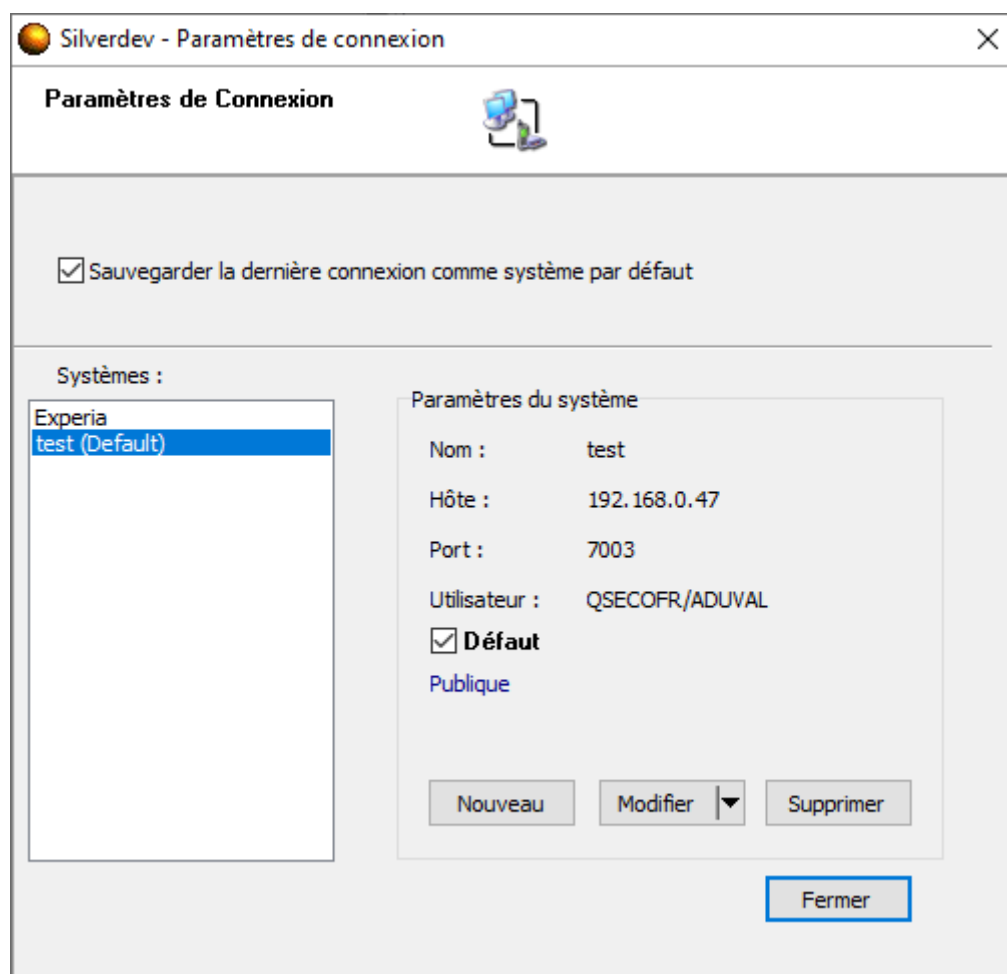 Silverdev - Paramètres de connexion
Paramètres de Connexion
Sauvegarder la dernière connexion comme système par défaut
Systèmes :
Experia
test (Default)
Paramètres du système
Nom : test
Hôte : 192.168.0.47
Port : 7003
Utilisateur : QSECOFR/ADUVAL
Défaut
Publique
Nouveau Modifier Supprimer
Fermer